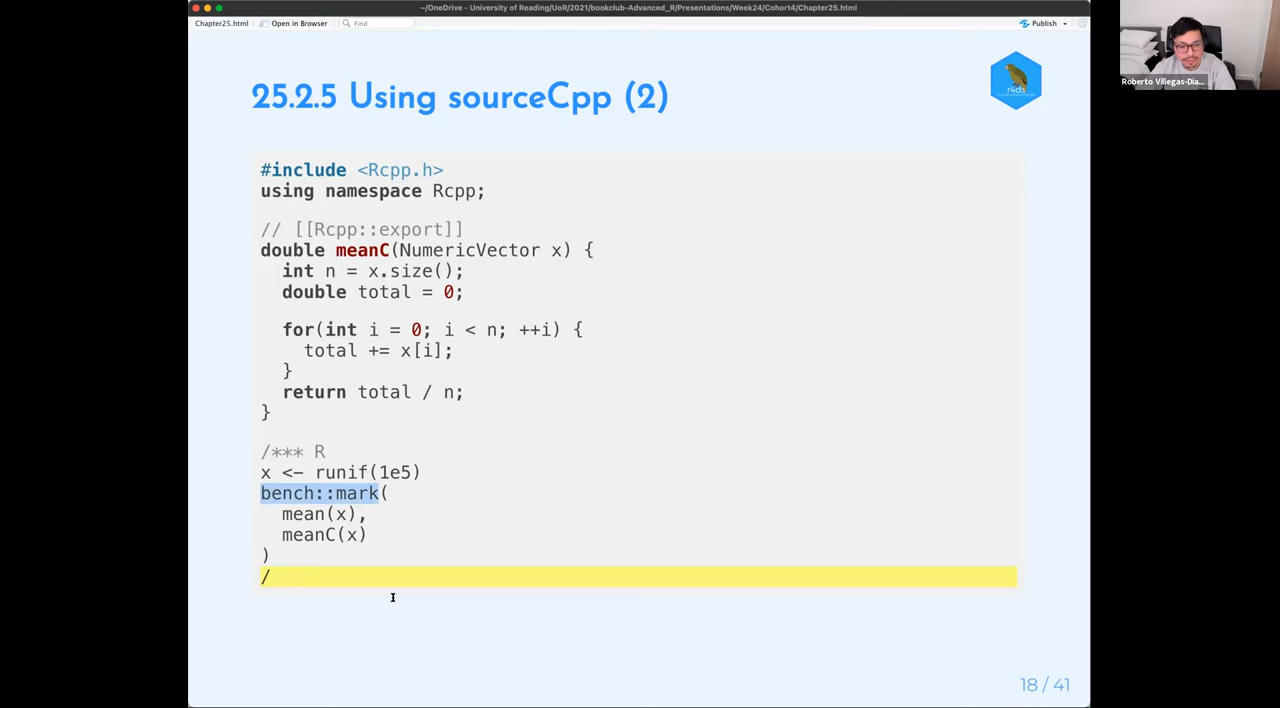 ~/OneDrive - University of Reading/UoR/2021/bookclub-Advanced_R/Presentations/Week24/Cohort4/Chapter25.html
Chapter25.html Open in Browser Find Publish
25.2.5 Using sourceCpp (2)
r4ds
Roberto Villegas-Dia...
#include <Rcpp.h>
using namespace Rcpp;
// [[Rcpp::export]]
double meanC(NumericVector x) {
int n = x.size();
double total = 0;
for(int i = 0; i < n; ++i) {
total += x[i];
}
return total / n;
}
/*** R
x <- runif(1e5)
bench::mark(
mean(x),
meanC(x)
)
/
18 / 41